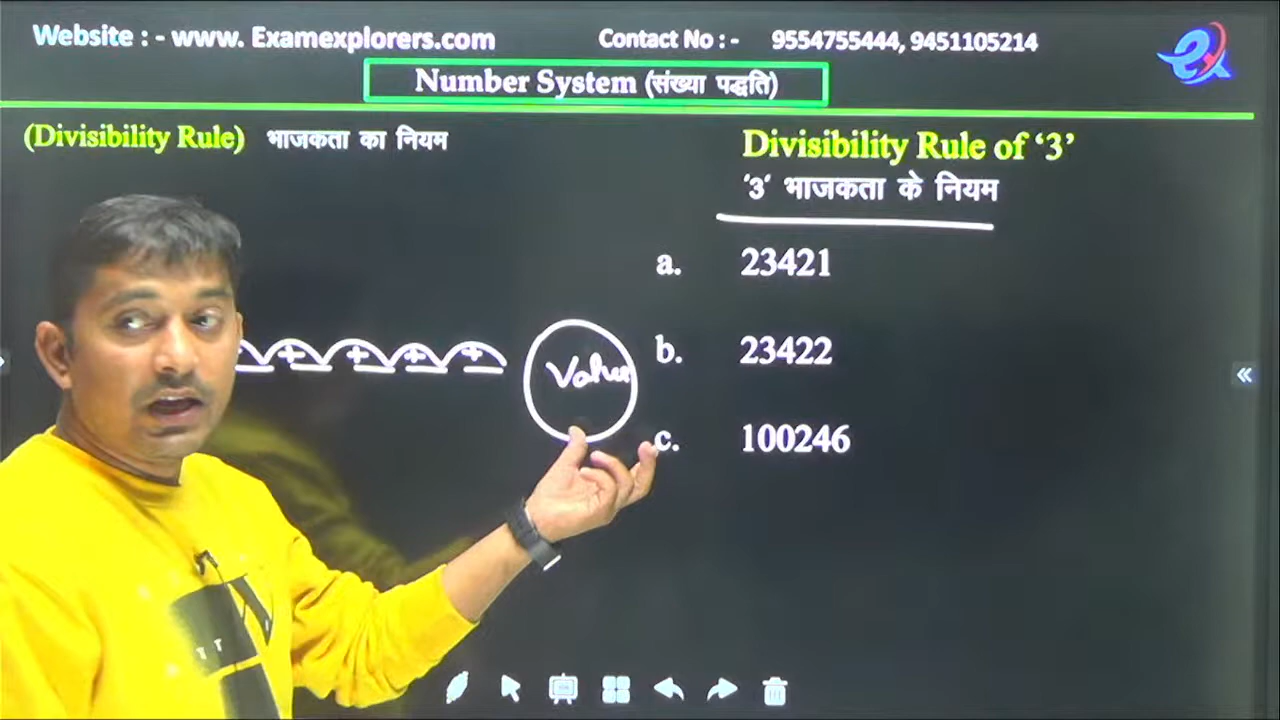 Website : - www. Examexplorers.com
Contact No : - 9554755444, 9451105214
Number System (संख्या पद्धति)
(Divisibility Rule) भाजकता का नियम
Divisibility Rule of ‘3’
‘3‘ भाजकता के नियम
a. 23421
+ + + + +
Value
b. 23422
c. 100246